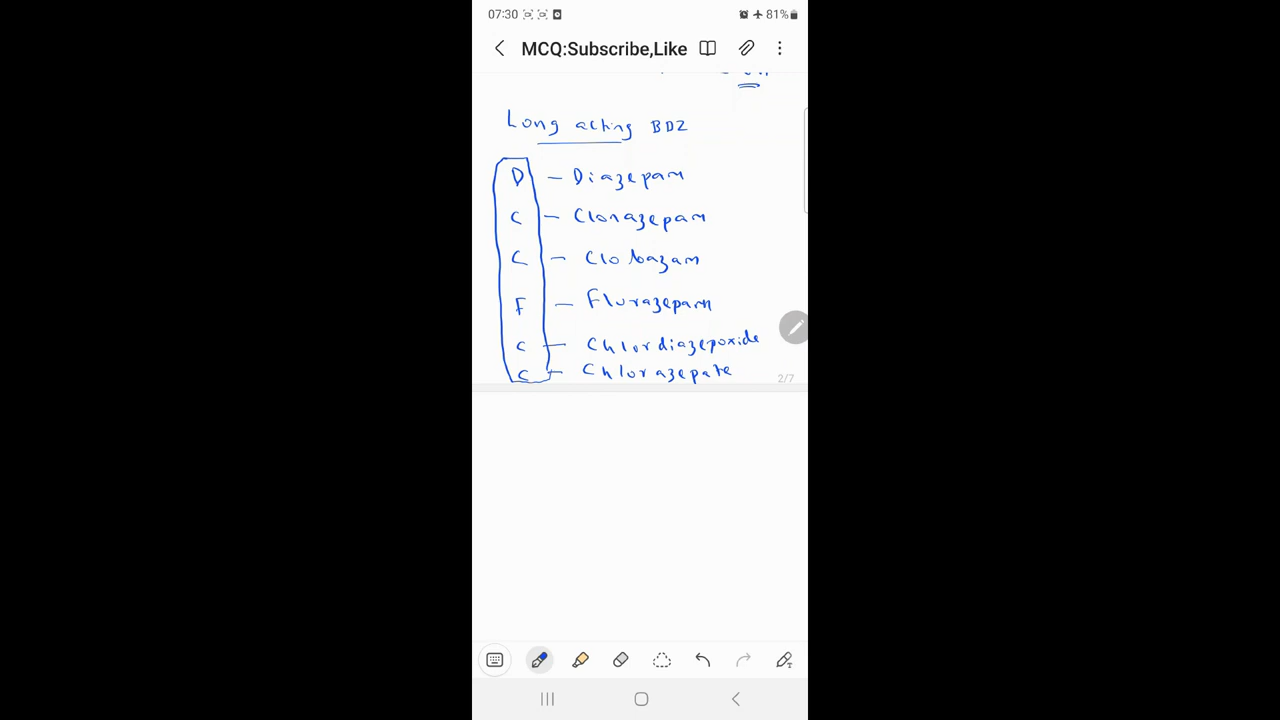 07:30 81%
MCQ:Subscribe,Like
Long acting BDZ
D – Diazepam
C – Clonazepam
C – Clobazam
F – Flurazepam
C – Chlordiazepoxide
C – Chlorazepate
2/7